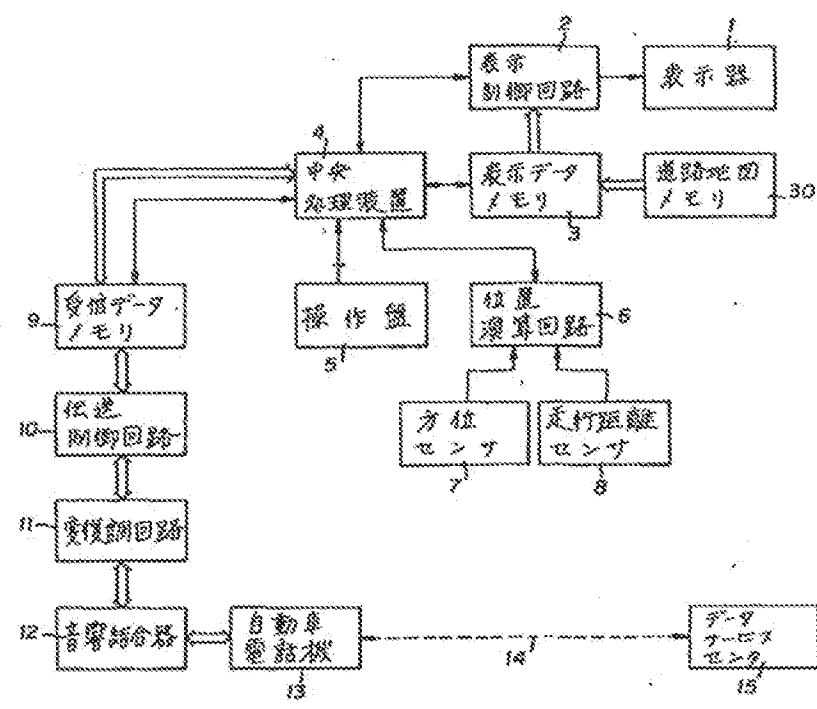 2
1
表示
制御回路
表示器
4
中央
処理装置
表示データ
メモリ
3
道路地図
メモリ
30
9
受信データ
メモリ
操作盤
5
位置
演算回路
6
10
伝送
制御回路
方位
センサ
7
走行距離
センサ
8
11
変復調回路
12
音響結合器
自動車
電話機
13
14
データ
サービス
センタ
15